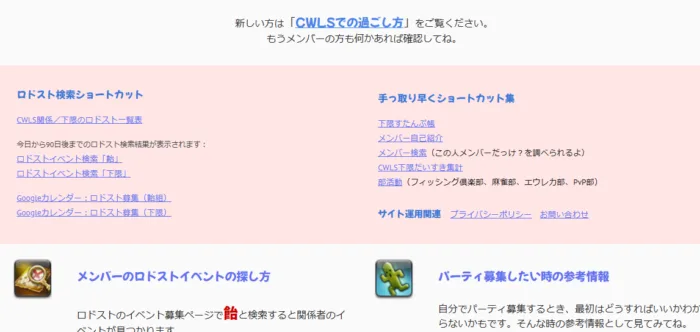 新しい方は「CWLSでの過ごし方」をご覧ください。
もうメンバーの方も何かあれば確認してね。
ロドスト検索ショートカット
CWLS関係／下限のロドスト一覧表
今日から90日後までのロドスト検索結果が表示されます：
ロドストイベント検索「飴」
ロドストイベント検索「下限」
Googleカレンダー：ロドスト募集（飴組）
Googleカレンダー：ロドスト募集（下限）
手っ取り早くショートカット集
下限すたんぷ帳
メンバー自己紹介
メンバー検索（この人メンバーだっけ？を調べられるよ）
CWLS下限だいすき集計
部活動（フィッシング倶楽部、麻雀部、エウレカ部、PvP部）
サイト運用関連 プライバシーポリシー お問い合わせ
メンバーのロドストイベントの探し方
ロドストのイベント募集ページで飴と検索すると関係者のイ
ベントが見つかります
パーティ募集したい時の参考情報
自分でパーティ募集するとき、最初はどうすればいいかわか
らないかもです。そんな時の参考情報として見てみてね。